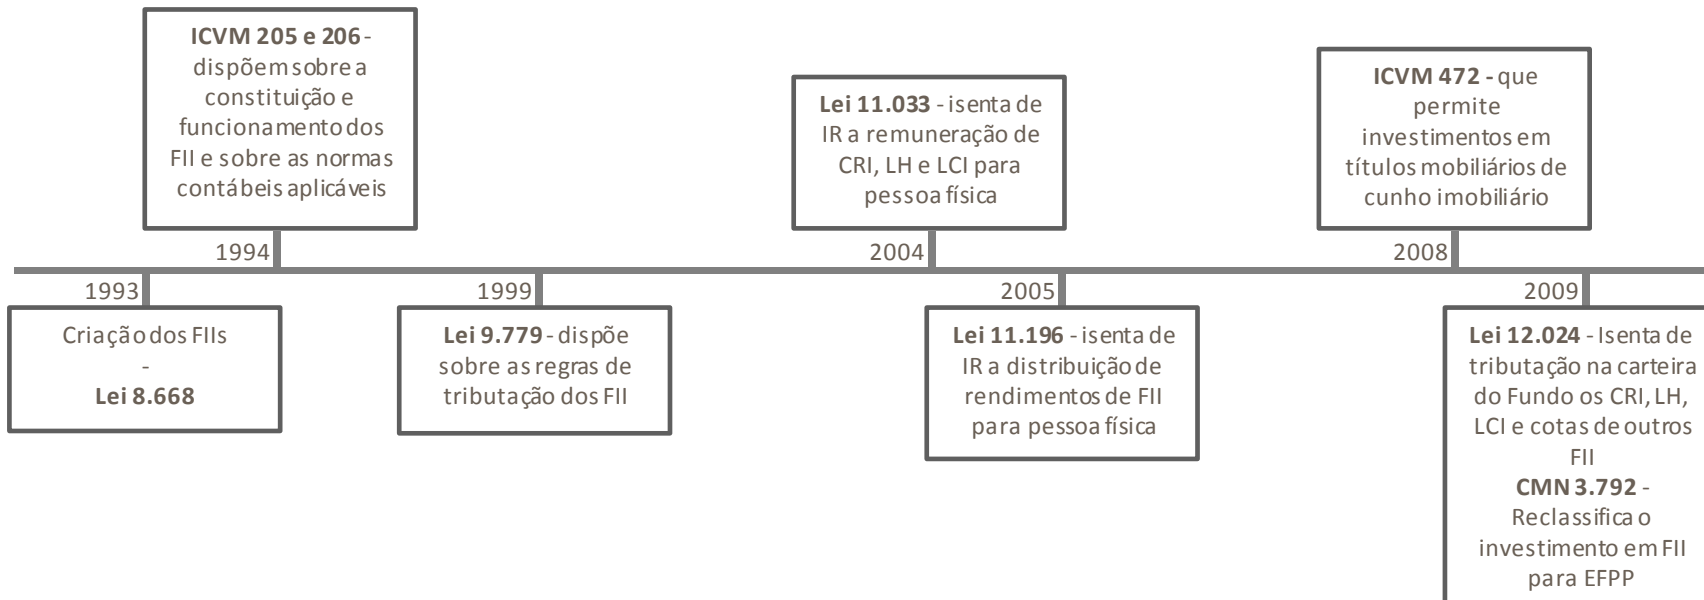 ICVM 205 e 206 -
dispõem sobre a
constituição e
funcionamento dos
FII e sobre as normas
contábeis aplicáveis
1994
Lei 11.033 - isenta de
IR a remuneração de
CRI, LH e LCI para
pessoa física
2004
ICVM 472 - que
permite
investimentos em
títulos mobiliários de
cunho imobiliário
2008
1993
Criação dos FIIs
-
Lei 8.668
1999
Lei 9.779 - dispõe
sobre as regras de
tributação dos FII
2005
Lei 11.196 - isenta de
IR a distribuição de
rendimentos de FII
para pessoa física
2009
Lei 12.024 - Isenta de
tributação na carteira
do Fundo os CRI, LH,
LCI e cotas de outros
FII
CMN 3.792 -
Reclassifica o
investimento em FII
para EFPP